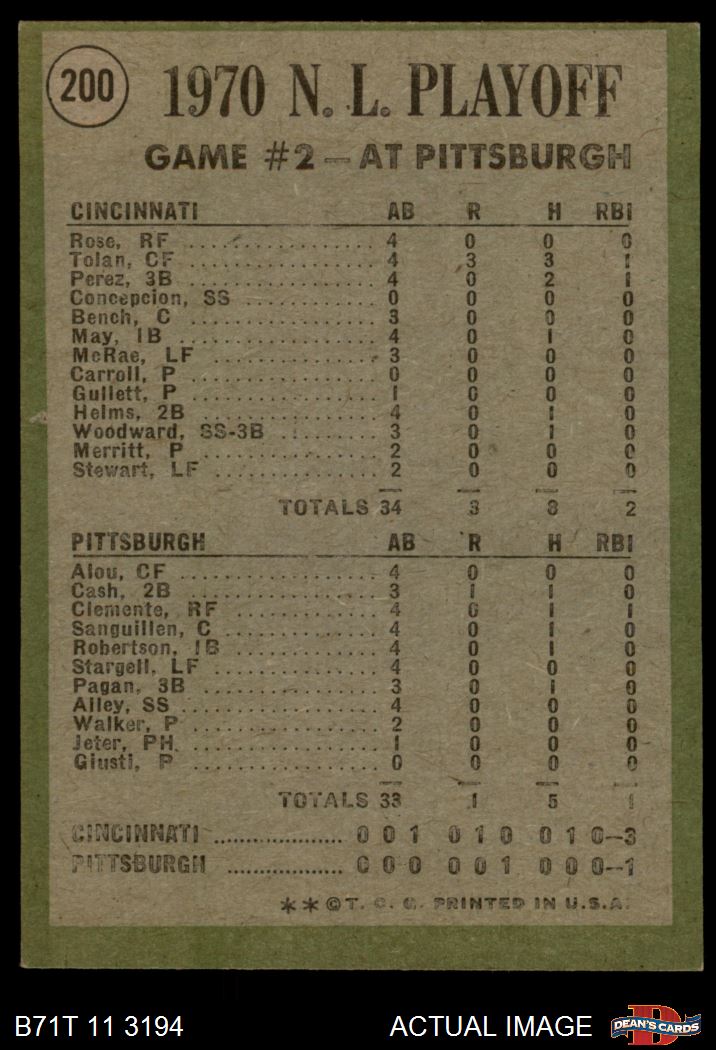 200
1970 N. L. PLAYOFF
GAME #2 — AT PITTSBURGH
CINCINNATI AB R H RBI
Rose, RF .................... 4 0 0 0
Tolan, CF .................... 4 3 3 1
Perez, 3B .................... 4 0 2 1
Concepcion, SS ............... 0 0 0 0
Bench, C .................... 3 0 0 0
May, 1B .................... 4 0 1 0
McRae, LF .................... 3 0 0 0
Carroll, P .................... 0 0 0 0
Gullett, P .................... 1 0 0 0
Helms, 2B .................... 4 0 1 0
Woodward, SS-3B ............ 3 0 1 0
Merritt, P .................... 2 0 0 0
Stewart, LF .................... 2 0 0 0
TOTALS 34 3 8 2
PITTSBURGH AB R H RBI
Alou, CF .................... 4 0 0 0
Cash, 2B .................... 3 1 1 0
Clemente, RF .................... 4 0 1 1
Sanguillen, C .................... 4 0 1 0
Robertson, 1B .................... 4 0 1 0
Stargell, LF .................... 4 0 0 0
Pagan, 3B .................... 3 0 1 0
Alley, SS .................... 4 0 0 0
Walker, P .................... 2 0 0 0
Jeter, PH .................... 1 0 0 0
Giusti, P .................... 0 0 0 0
TOTALS 33 1 5 1
CINCINNATI .................... 0 0 1 0 1 0 0 1 0—3
PITTSBURGH .................... 0 0 0 0 0 1 0 0 0—1
**©T. C. G. PRINTED IN U.S.A.
B71T 11 3194 ACTUAL IMAGE DEAN'S CARDS